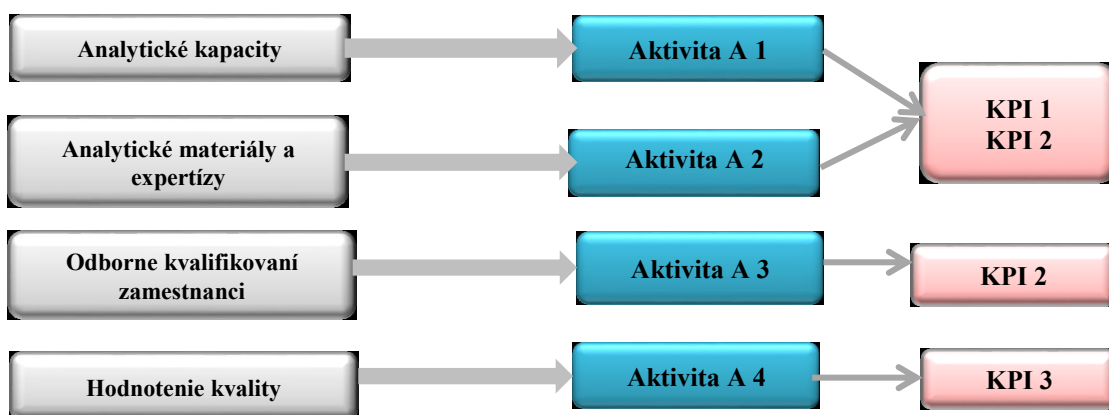 Analytické kapacity
Aktivita A 1
KPI 1
KPI 2
Analytické materiály a
expertízy
Aktivita A 2
Odborne kvalifikovaní
zamestnanci
Aktivita A 3
KPI 2
Hodnotenie kvality
Aktivita A 4
KPI 3